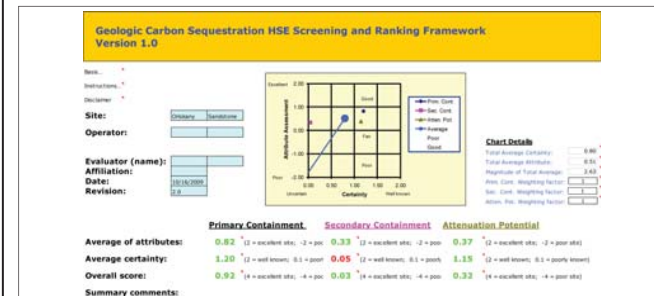 Geologic Carbon Sequestration HSE Screening and Ranking Framework
Version 1.0
Instructions..*
Disclaimer *
Site: Oriskany Sandstone
Operator:
Evaluator (name):
Affiliation:
Date: 10/16/2009
Revision: 2.0
Excellent 2.00
1.00
0.00
-1.00
Poor -2.00
Attribute Assessment
Good
Fair
Poor
0.00 0.50 1.00 1.50 2.00
Uncertain Certainty Well known
Prim. Cont.
Sec. Cont.
Atten. Pot.
Average
Poor
Good
Chart Details
Total Average Certainty: 0.80
Total Average Attribute: 0.51
Magnitude of Total Average: 2.63
Prim. Cont. Weighting factor: 1
Sec. Cont. Weighting factor: 1
Atten. Pot. Weighting factor: 1
Primary Containment Secondary Containment Attenuation Potential
Average of attributes: 0.82 *(2 = excellent site; -2 = poo 0.33 *(2 = excellent site; -2 = poo 0.37 *(2 = excellent site; -2 = poor site)
Average certainty: 1.20 *(2 = well known; 0.1 = poorl 0.05 *(2 = well known; 0.1 = poorl 1.15 *(2 = well known; 0.1 = poorly known)
Overall score: 0.92 *(4 = excellent site; -4 = poo 0.03 *(4 = excellent site; -4 = poo 0.32 *(4 = excellent site; -4 = poor site)
Summary comments: